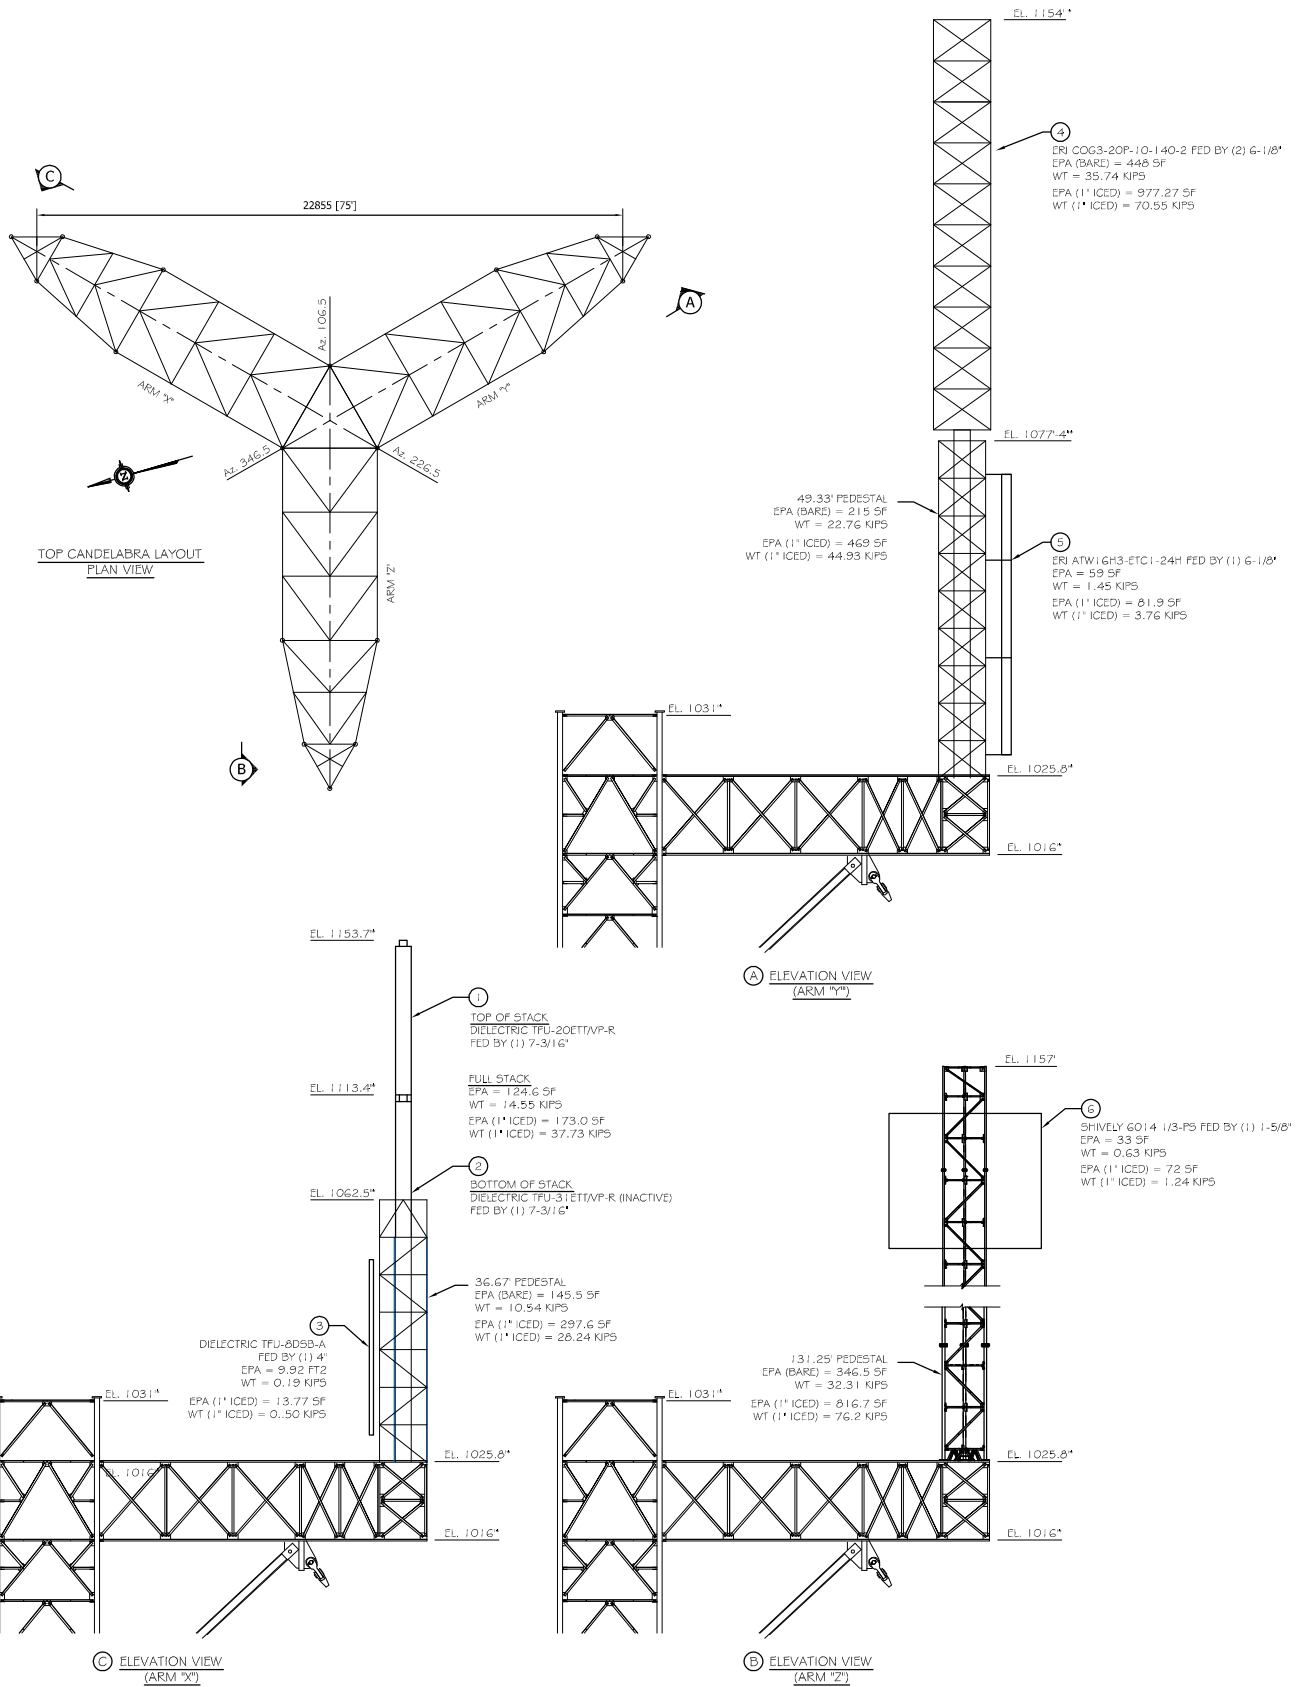 C
22855 [75']
A
Az. 106.5
ARM "X"
ARM "Y"
Az. 346.5
Az. 226.5
N
TOP CANDELABRA LAYOUT
PLAN VIEW
ARM "Z"
B
EL. 1154'±
4
ERI COG3-20P-10-140-2 FED BY (2) 6-1/8"
EPA (BARE) = 448 SF
WT = 35.74 KIPS
EPA (1" ICED) = 977.27 SF
WT (1" ICED) = 70.55 KIPS
EL. 1077'-4"±
49.33' PEDESTAL
EPA (BARE) = 215 SF
WT = 22.76 KIPS
EPA (1" ICED) = 469 SF
WT (1" ICED) = 44.93 KIPS
5
ERI ATW16H3-ETC1-24H FED BY (1) 6-1/8"
EPA = 59 SF
WT = 1.45 KIPS
EPA (1" ICED) = 81.9 SF
WT (1" ICED) = 3.76 KIPS
EL. 1031'±
EL. 1025.8'±
EL. 1016'±
A ELEVATION VIEW
(ARM "Y")
EL. 1153.7'±
1
TOP OF STACK
DIELECTRIC TFU-20ETT/VP-R
FED BY (1) 7-3/16"
EL. 1113.4'±
FULL STACK
EPA = 124.6 SF
WT = 14.55 KIPS
EPA (1" ICED) = 173.0 SF
WT (1" ICED) = 37.73 KIPS
2
BOTTOM OF STACK
DIELECTRIC TFU-31ETT/VP-R (INACTIVE)
FED BY (1) 7-3/16"
EL. 1062.5'±
36.67' PEDESTAL
EPA (BARE) = 145.5 SF
WT = 10.54 KIPS
EPA (1" ICED) = 297.6 SF
WT (1" ICED) = 28.24 KIPS
3
DIELECTRIC TFU-8DSB-A
FED BY (1) 4"
EPA = 9.92 FT2
WT = 0.19 KIPS
EPA (1" ICED) = 13.77 SF
WT (1" ICED) = 0.50 KIPS
EL. 1031'±
EL. 1025.8'±
EL. 1016'
EL. 1016'±
C ELEVATION VIEW
(ARM "X")
EL. 1157'
6
SHIVELY 6014 1/3-PS FED BY (1) 1-5/8"
EPA = 33 SF
WT = 0.63 KIPS
EPA (1" ICED) = 72 SF
WT (1" ICED) = 1.24 KIPS
131.25' PEDESTAL
EPA (BARE) = 346.5 SF
WT = 32.31 KIPS
EPA (1" ICED) = 816.7 SF
WT (1" ICED) = 76.2 KIPS
EL. 1031'±
EL. 1025.8'±
EL. 1016'±
B ELEVATION VIEW
(ARM "Z")